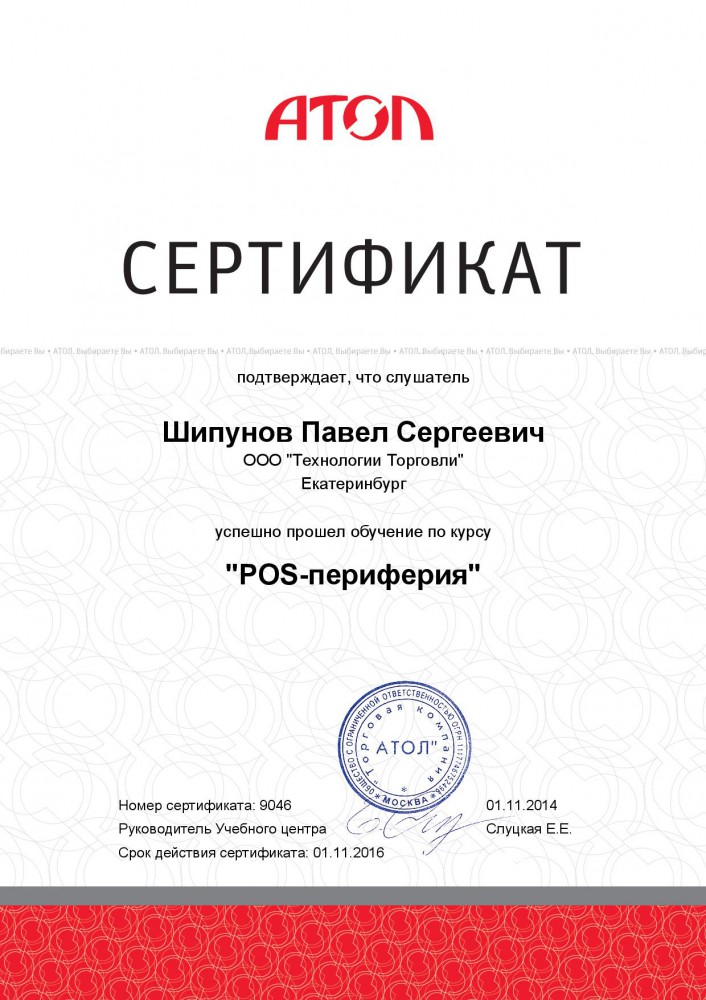 АТОЛ
СЕРТИФИКАТ
бираете Вы • АТОЛ. Выбираете Вы • АТОЛ. Выбираете Вы • АТОЛ. Выбираете Вы • АТОЛ. Выбираете Вы • АТОЛ. Выбираете Вы • АТОЛ. Выбираете Вы • АТОЛ. Выбираете Вы • АТОЛ. Выбир
подтверждает, что слушатель
Шипунов Павел Сергеевич
ООО "Технологии Торговли"
Екатеринбург
успешно прошел обучение по курсу
"POS-периферия"
ОБЩЕСТВО С ОГРАНИЧЕННОЙ ОТВЕТСТВЕННОСТЬЮ ОГРН
"Торговая компания
АТОЛ"
* МОСКВА *
Номер сертификата: 9046
01.11.2014
Руководитель Учебного центра
Слуцкая Е.Е.
Срок действия сертификата: 01.11.2016